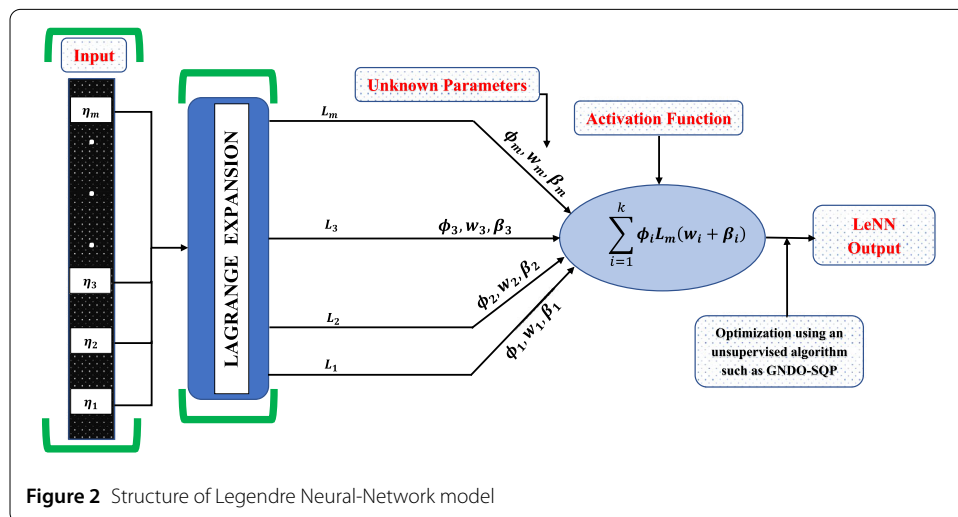 Input
η_m
η_3
η_2
η_1
LAGRANGE EXPANSION
L_m
L_3
L_2
L_1
Unknown Parameters
ϕ_m, w_m, β_m
ϕ_3, w_3, β_3
ϕ_2, w_2, β_2
ϕ_1, w_1, β_1
Activation Function
\sum_{i=1}^{k} ϕ_i L_m(w_i + β_i)
LeNN
Output
Optimization using an
unsupervised algorithm
such as GNDO-SQP
Figure 2 Structure of Legendre Neural-Network model